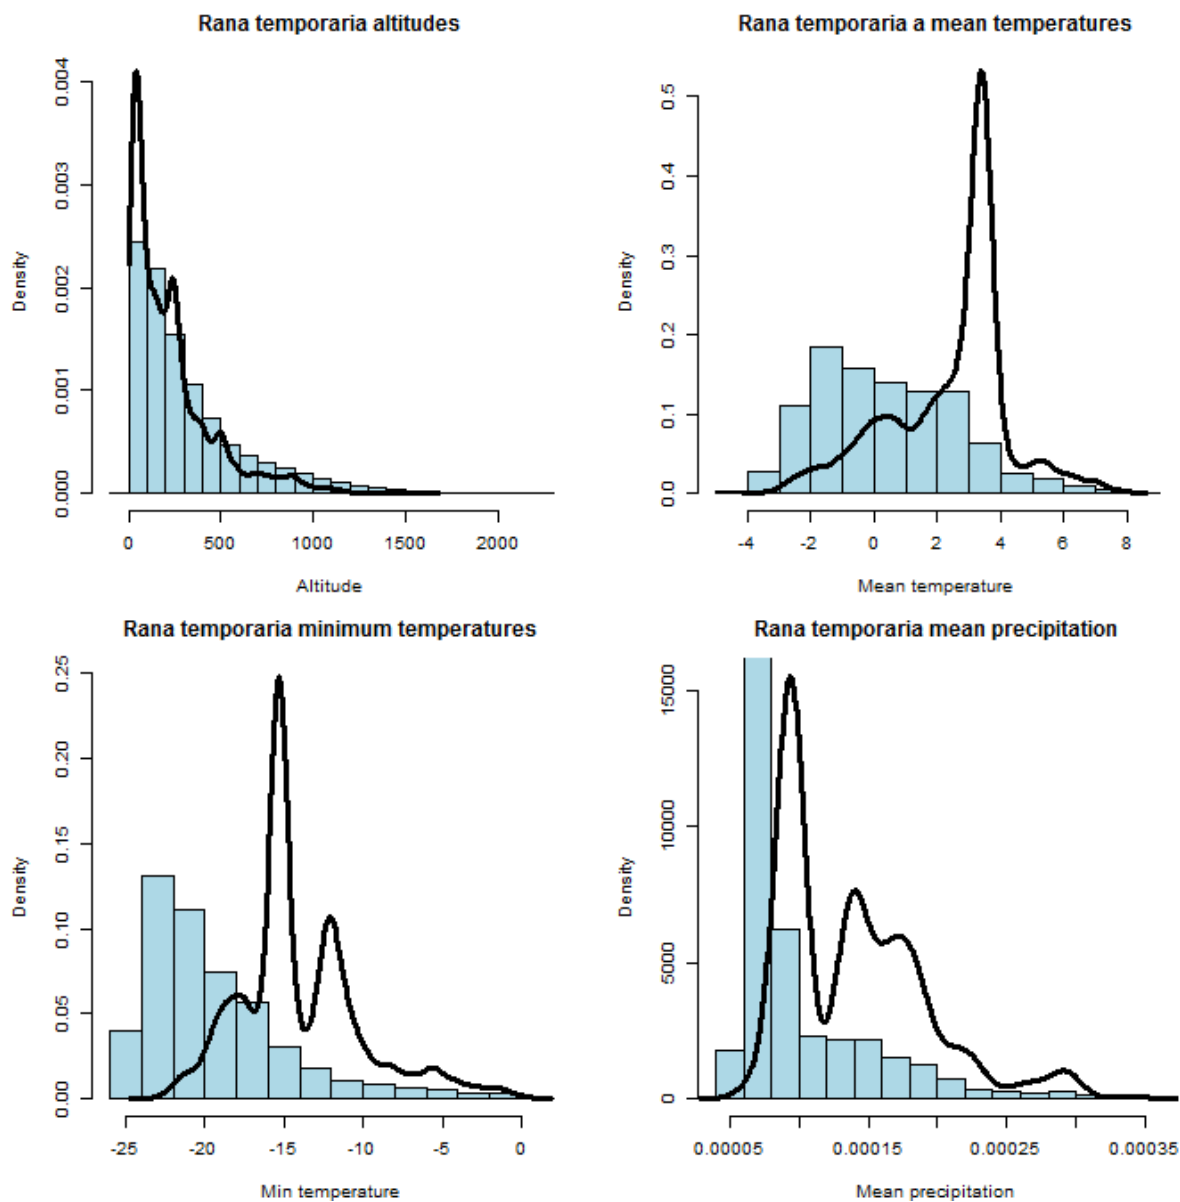 Rana temporaria altitudes
Density
0.000
0.001
0.002
0.003
0.004
0 500 1000 1500 2000
Altitude
Rana temporaria a mean temperatures
Density
0.0
0.1
0.2
0.3
0.4
0.5
-4 -2 0 2 4 6 8
Mean temperature
Rana temporaria minimum temperatures
Density
0.00
0.05
0.10
0.15
0.20
0.25
-25 -20 -15 -10 -5 0
Min temperature
Rana temporaria mean precipitation
Density
0
5000
10000
15000
0.00005 0.00015 0.00025 0.00035
Mean precipitation